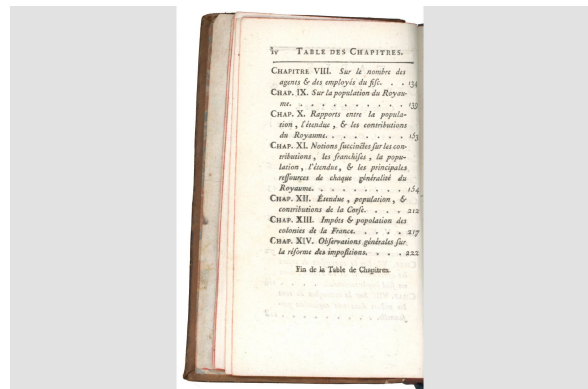 iv TABLE DES CHAPITRES.
CHAPITRE VIII. Sur le nombre des
agents & des employés du fisc. . . 134
CHAP. IX. Sur la population du Royau-
me. . . . . . . . . . 139
CHAP. X. Rapports entre la popula-
tion, l'étendue, & les contributions
du Royaume. . . . . . . . 153
CHAP. XI. Notions succinctes sur les con-
tributions, les franchises, la popu-
lation, l'étendue, & les principales
ressources de chaque généralité du
Royaume. . . . . . . . . 154
CHAP. XII. Étendue, population, &
contributions de la Corse. . . . . 212
CHAP. XIII. Impôts & population des
colonies de la France. . . . . . 217
CHAP. XIV. Observations générales sur
la réforme des impositions. . . . . 222
Fin de la Table de Chapitres.